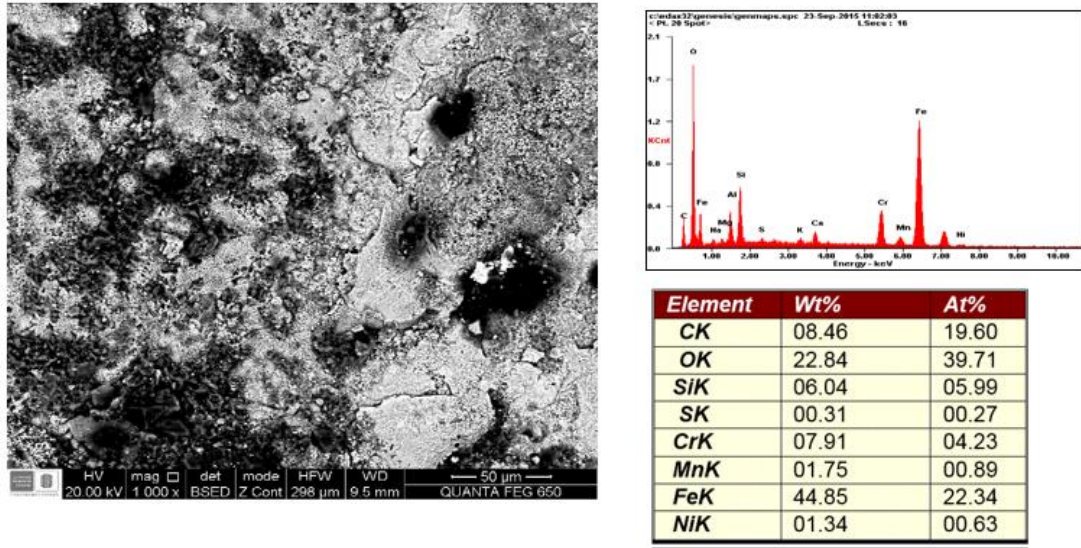 HV mag □ det mode HFW WD 50 µm
20.00 kV 1 000 x BSED Z Cont 298 µm 9.5 mm QUANTA FEG 650
c:\edax32\genesis\genmaps.spc 23-Sep-2015 11:02:03
< Pt. 20 Spot> LSecs : 16
2.1
1.7
1.2
KCnt
0.8
0.4
0.0
C O Fe Na Mg Al Si S K Ca Cr Mn Fe Ni
1.00 2.00 3.00 4.00 5.00 6.00 7.00 8.00 9.00 10.00
Energy - keV
Element Wt% At%
CK 08.46 19.60
OK 22.84 39.71
SiK 06.04 05.99
SK 00.31 00.27
CrK 07.91 04.23
MnK 01.75 00.89
FeK 44.85 22.34
NiK 01.34 00.63